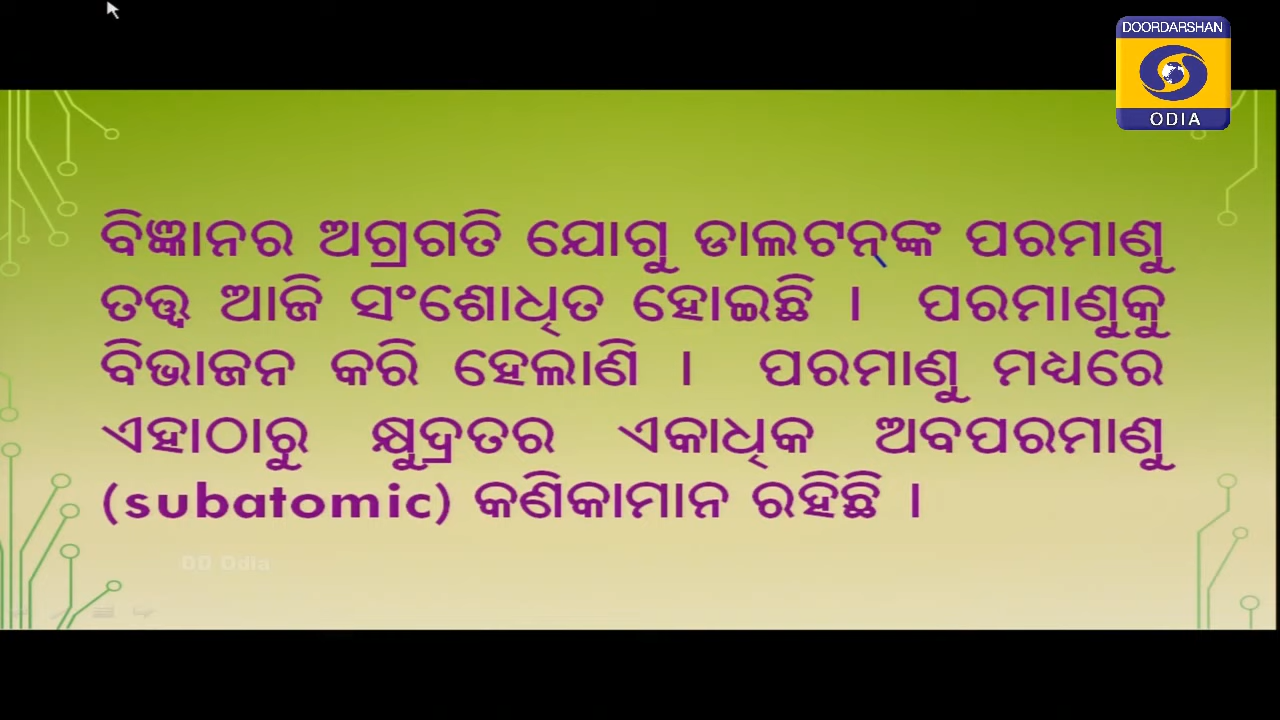 DOORDARSHAN
ODIA
ବିଜ୍ଞାନର ଅଗ୍ରଗତି ଯୋଗୁ ଡାଲଟନ୍‌ଙ୍କ ପରମାଣୁ
ତତ୍ତ୍ୱ ଆଜି ସଂଶୋଧିତ ହୋଇଛି । ପରମାଣୁକୁ
ବିଭାଜନ କରି ହେଲାଣି । ପରମାଣୁ ମଧ୍ୟରେ
ଏହାଠାରୁ କ୍ଷୁଦ୍ରତର ଏକାଧିକ ଅବପରମାଣୁ
(subatomic) କଣିକାମାନ ରହିଛି ।
DD Odia